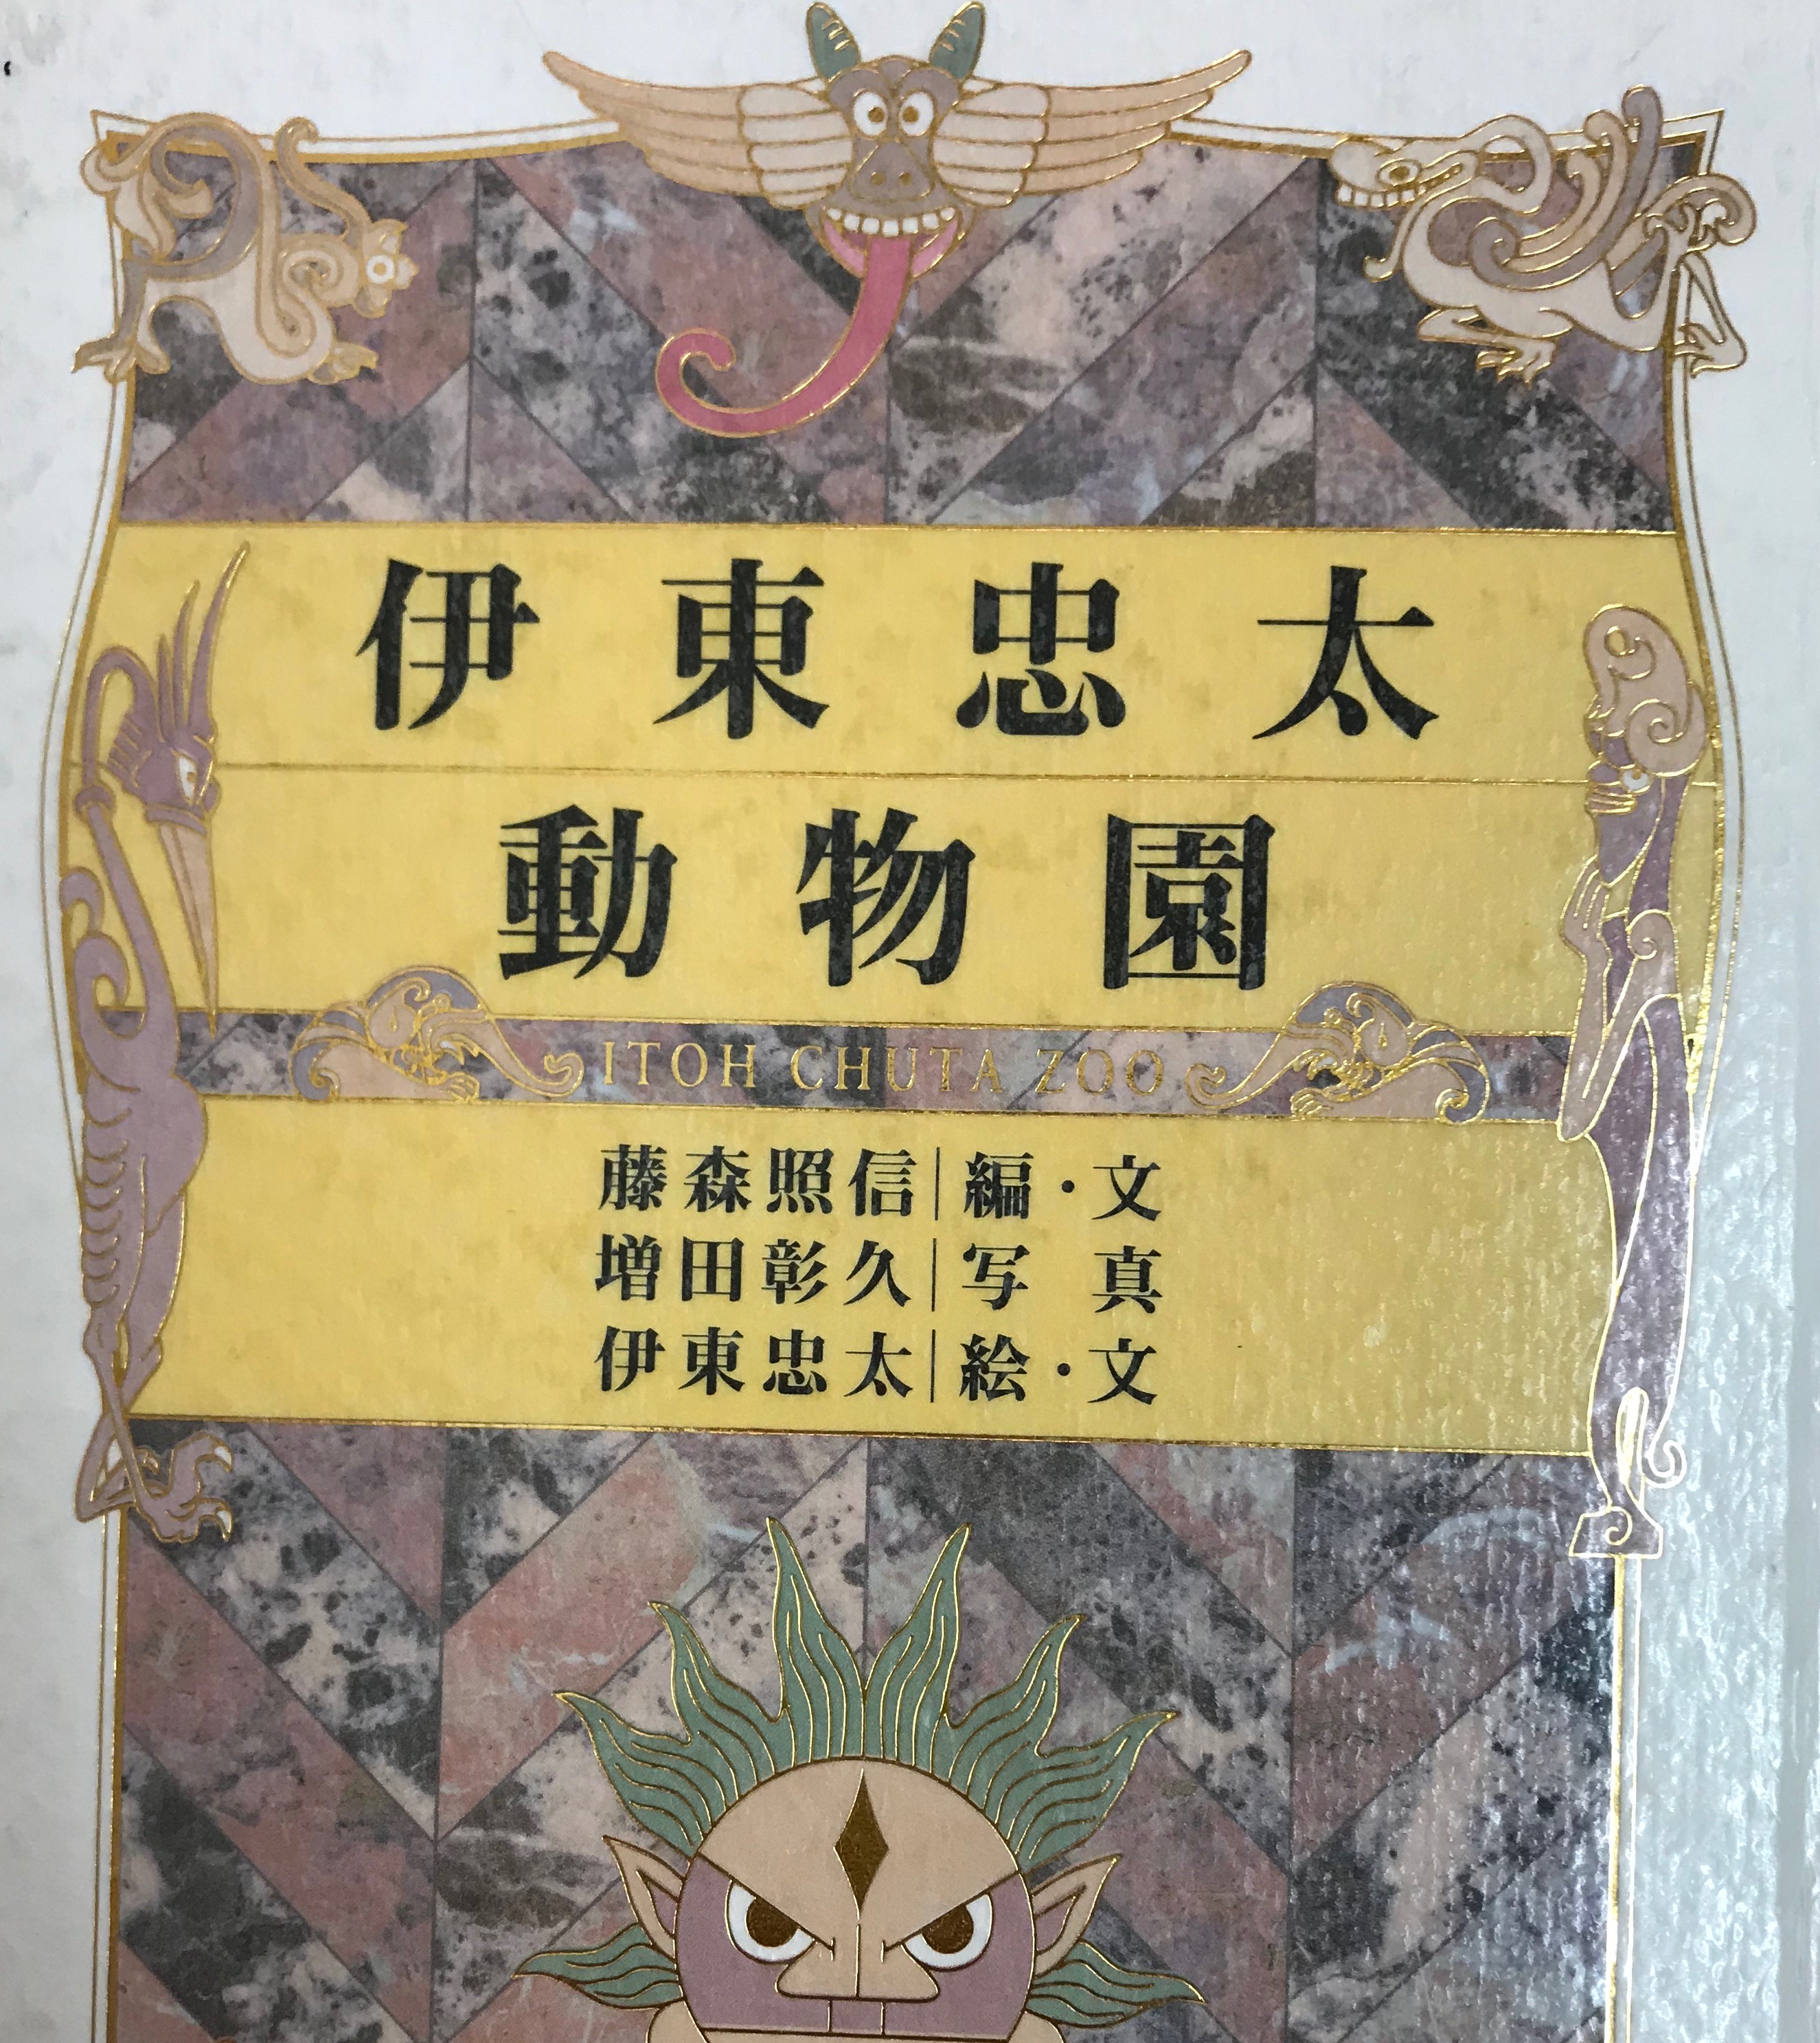 伊東忠太
動物園
ITOH CHUTA ZOO
藤森照信|編・文
増田彰久|写真
伊東忠太|絵・文